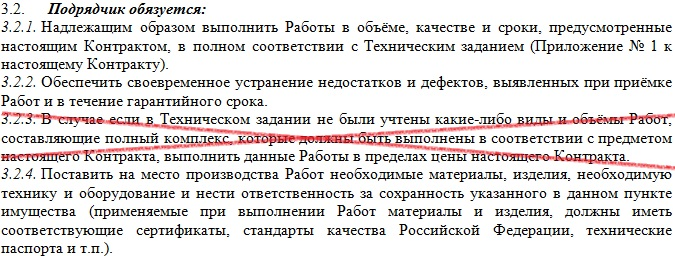 3.2. Подрядчик обязуется:
3.2.1. Надлежащим образом выполнить Работы в объёме, качестве и сроки, предусмотренные
настоящим Контрактом, в полном соответствии с Техническим заданием (Приложение № 1 к
настоящему Контракту).
3.2.2. Обеспечить своевременное устранение недостатков и дефектов, выявленных при приёмке
Работ и в течение гарантийного срока.
3.2.3. В случае если в Техническом задании не были учтены какие-либо виды и объёмы Работ,
составляющие полный комплекс, которые должны быть выполнены в соответствии с предметом
настоящего Контракта, выполнить данные Работы в пределах цены настоящего Контракта.
3.2.4. Поставить на место производства Работ необходимые материалы, изделия, необходимую
технику и оборудование и нести ответственность за сохранность указанного в данном пункте
имущества (применяемые при выполнении Работ материалы и изделия, должны иметь
соответствующие сертификаты, стандарты качества Российской Федерации, технические
паспорта и т.п.).